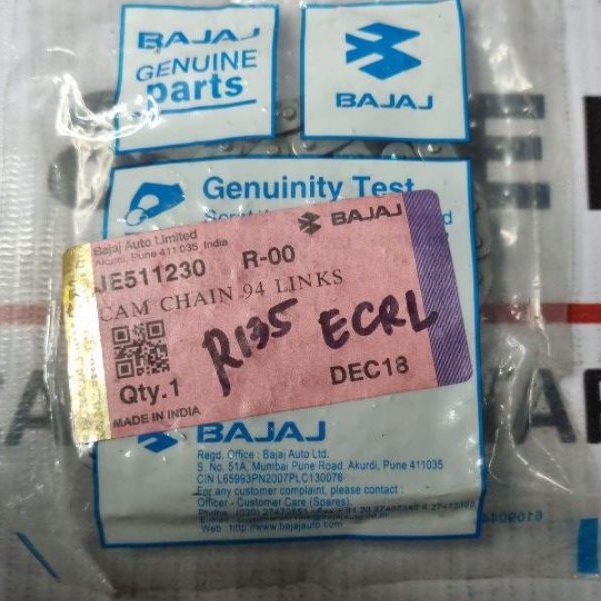 BAJAJ
GENUINE
parts
BAJAJ
Genuinity Test
BAJAJ
Bajaj Auto Limited
Akurdi, Pune 411 035 India
JE511230 R-00
CAM CHAIN 94 LINKS
R135 ECRL
Qty.1
DEC18
MADE IN INDIA
BAJAJ
Regd. Office : Bajaj Auto Ltd.
S. No. 51A, Mumbai Pune Road, Akurdi, Pune 411035
CIN L65993PN2007PLC130076
For any customer complaint, please contact :
Officer - Customer Care (Spares)
Web : http://www.bajajauto.com